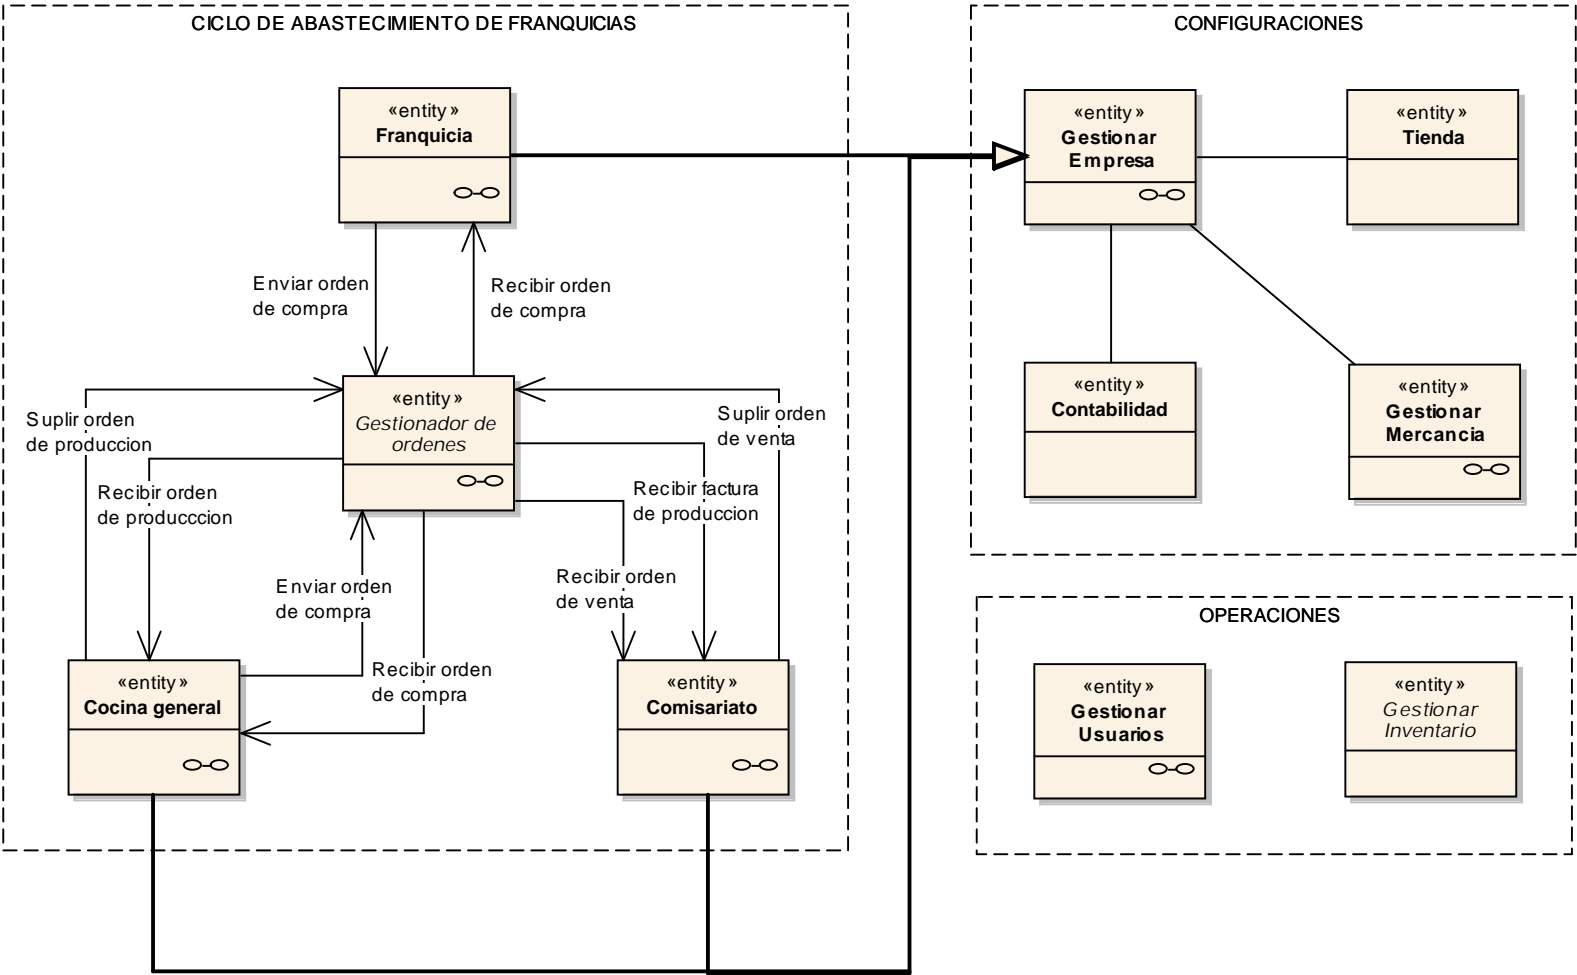 CICLO DE ABASTECIMIENTO DE FRANQUICIAS
«entity»
Franquicia
Enviar orden
de compra
Recibir orden
de compra
«entity»
Gestionador de
ordenes
Suplir orden
de produccion
Recibir orden
de producccion
Suplir orden
de venta
Recibir factura
de produccion
Enviar orden
de compra
Recibir orden
de venta
Recibir orden
de compra
«entity»
Cocina general
«entity»
Comisariato
CONFIGURACIONES
«entity»
Gestionar
Empresa
«entity»
Tienda
«entity»
Contabilidad
«entity»
Gestionar
Mercancia
OPERACIONES
«entity»
Gestionar
Usuarios
«entity»
Gestionar
Inventario